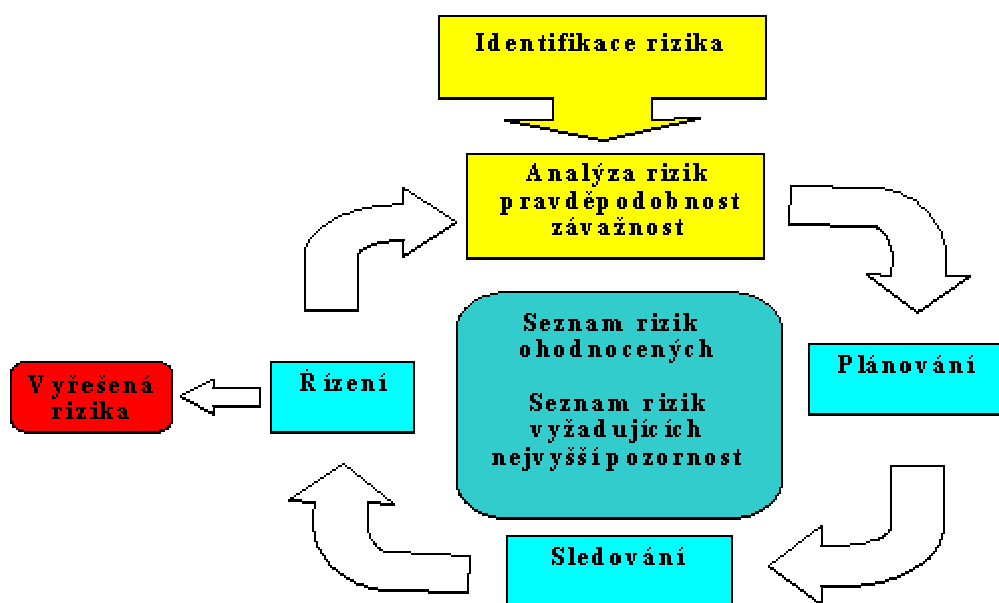 Identifikace rizika
Analýza rizik
pravděpodobnost
závažnost
Seznam rizik
ohodnocených
Seznam rizik
vyžadujících
nejvyšší pozornost
Plánování
Řízení
Vyřešená
rizika
Sledování